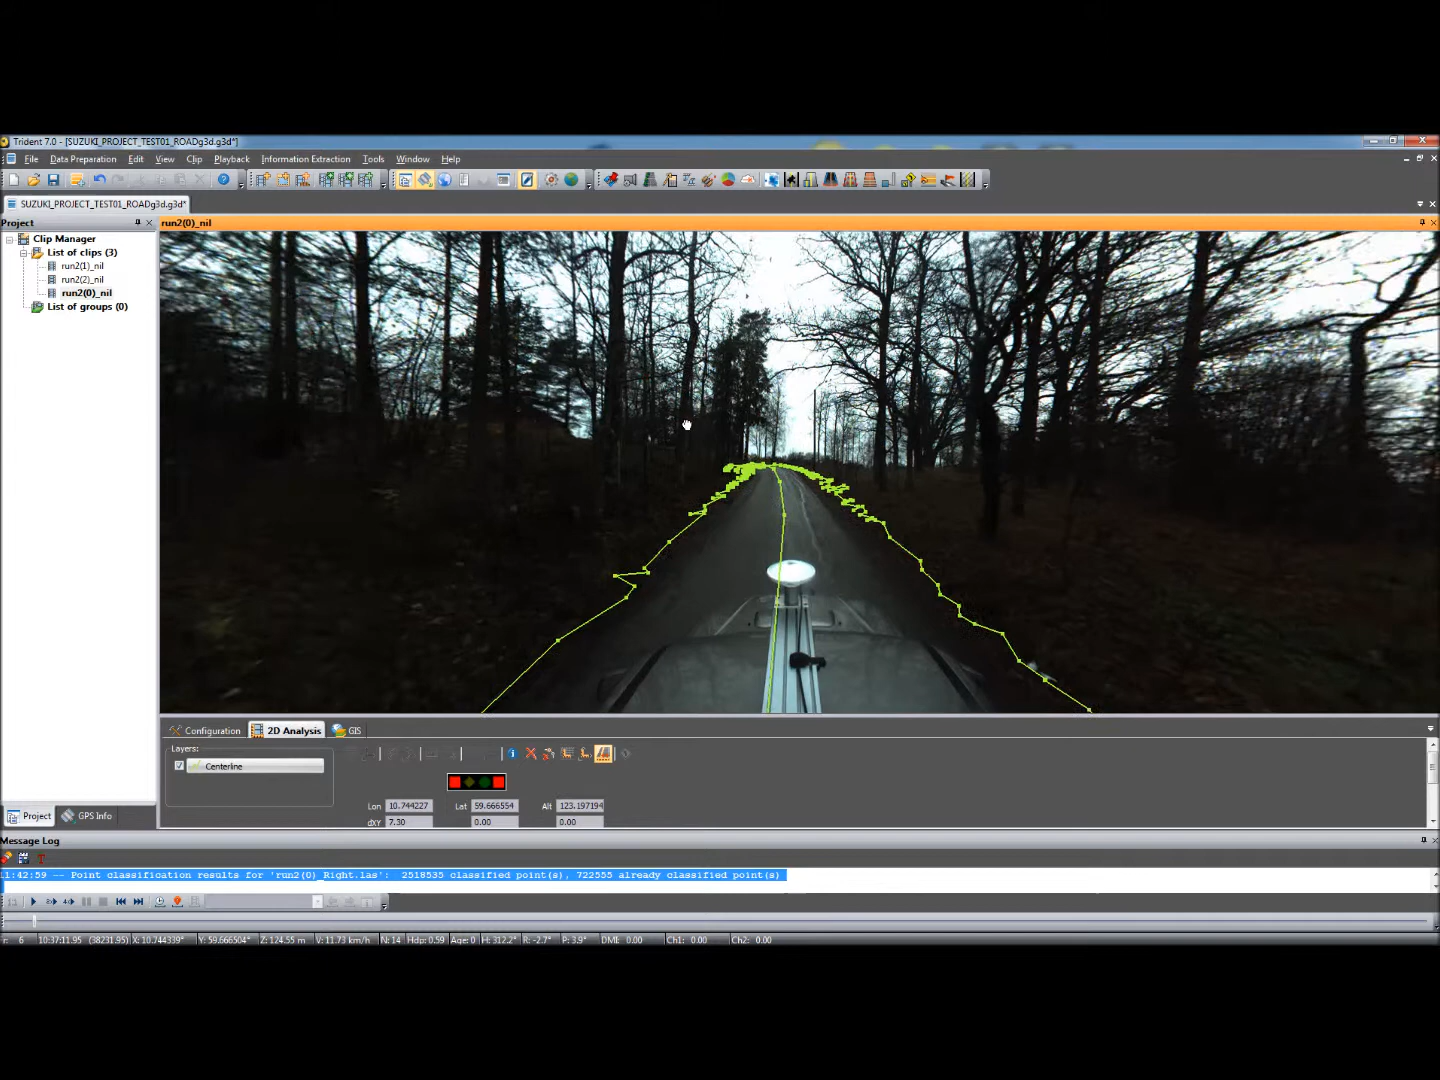 Trident 7.0 - [SUZUKI_PROJECT_TEST01_ROADg3d.g3d*]
File Data Preparation Edit View Clip Playback Information Extraction Tools Window Help
SUZUKI_PROJECT_TEST01_ROADg3d.g3d*
Project
run2(0)_nil
Clip Manager
List of clips (3)
run2(1)_nil
run2(2)_nil
run2(0)_nil
List of groups (0)
Configuration 2D Analysis GIS
Layers:
Centerline
Lon 10.744227 Lat 59.666554 Alt 123.197194
dXY 7.30 0.00 0.00
Project GPS Info
Message Log
11:42:59 -- Point classification results for 'run2(0)_Right.las': 2518535 classified point(s), 722555 already classified point(s)
r: 6 10:37:11.95 (38231.95) X: 10.744339° Y: 59.666504° Z: 124.55 m V: 11.73 km/h N: 14 Hdp: 0.59 Age: 0 H: 312.2° R: -2.7° P: 3.9° DMI: 0.00 Ch1: 0.00 Ch2: 0.00